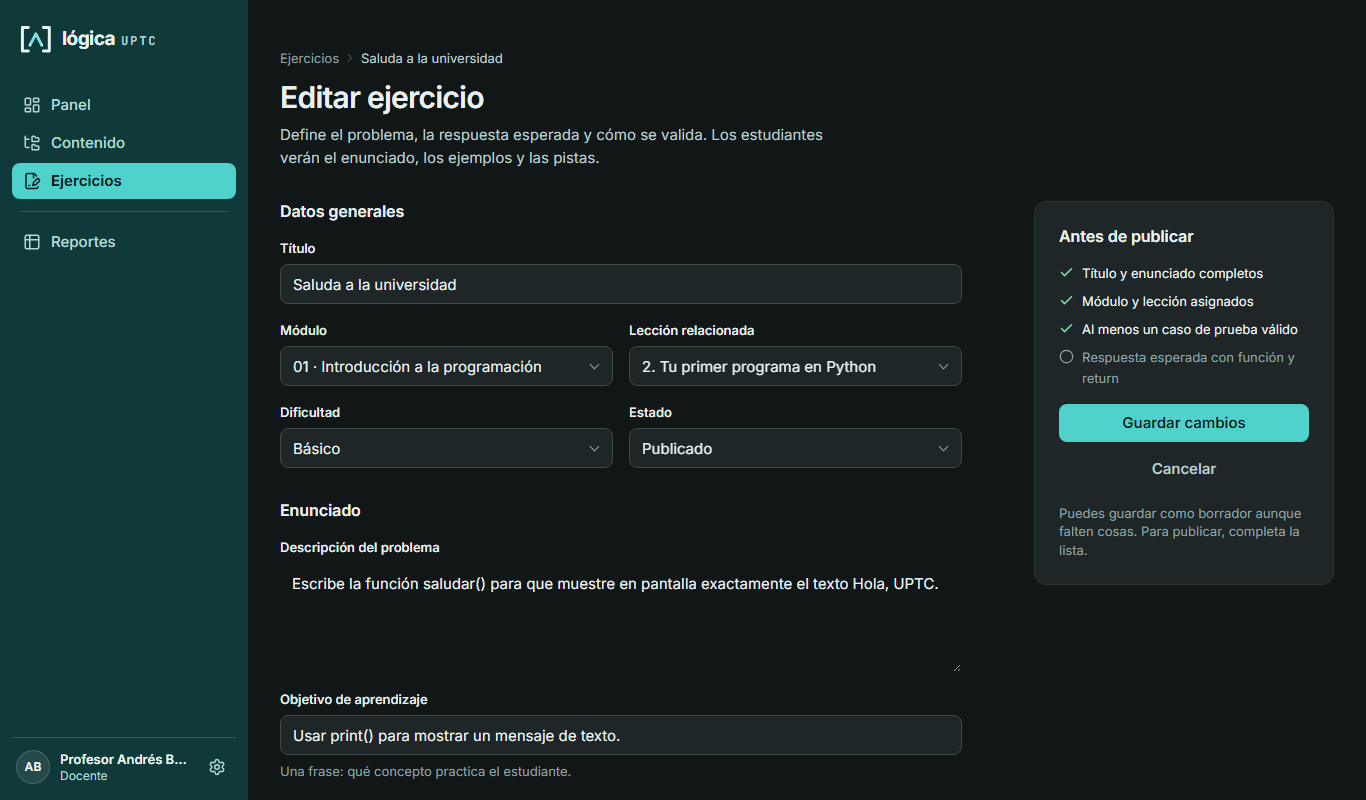 lógica UPTC
Panel
Contenido
Ejercicios
Reportes
AB
Profesor Andrés B...
Docente
Ejercicios > Saluda a la universidad
Editar ejercicio
Define el problema, la respuesta esperada y cómo se valida. Los estudiantes
verán el enunciado, los ejemplos y las pistas.
Datos generales
Título
Saluda a la universidad
Módulo
Lección relacionada
01 · Introducción a la programación
2. Tu primer programa en Python
Dificultad
Estado
Básico
Publicado
Enunciado
Descripción del problema
Escribe la función saludar() para que muestre en pantalla exactamente el texto Hola, UPTC.
Objetivo de aprendizaje
Usar print() para mostrar un mensaje de texto.
Una frase: qué concepto practica el estudiante.
Antes de publicar
Título y enunciado completos
Módulo y lección asignados
Al menos un caso de prueba válido
Respuesta esperada con función y
return
Guardar cambios
Cancelar
Puedes guardar como borrador aunque
falten cosas. Para publicar, completa la
lista.